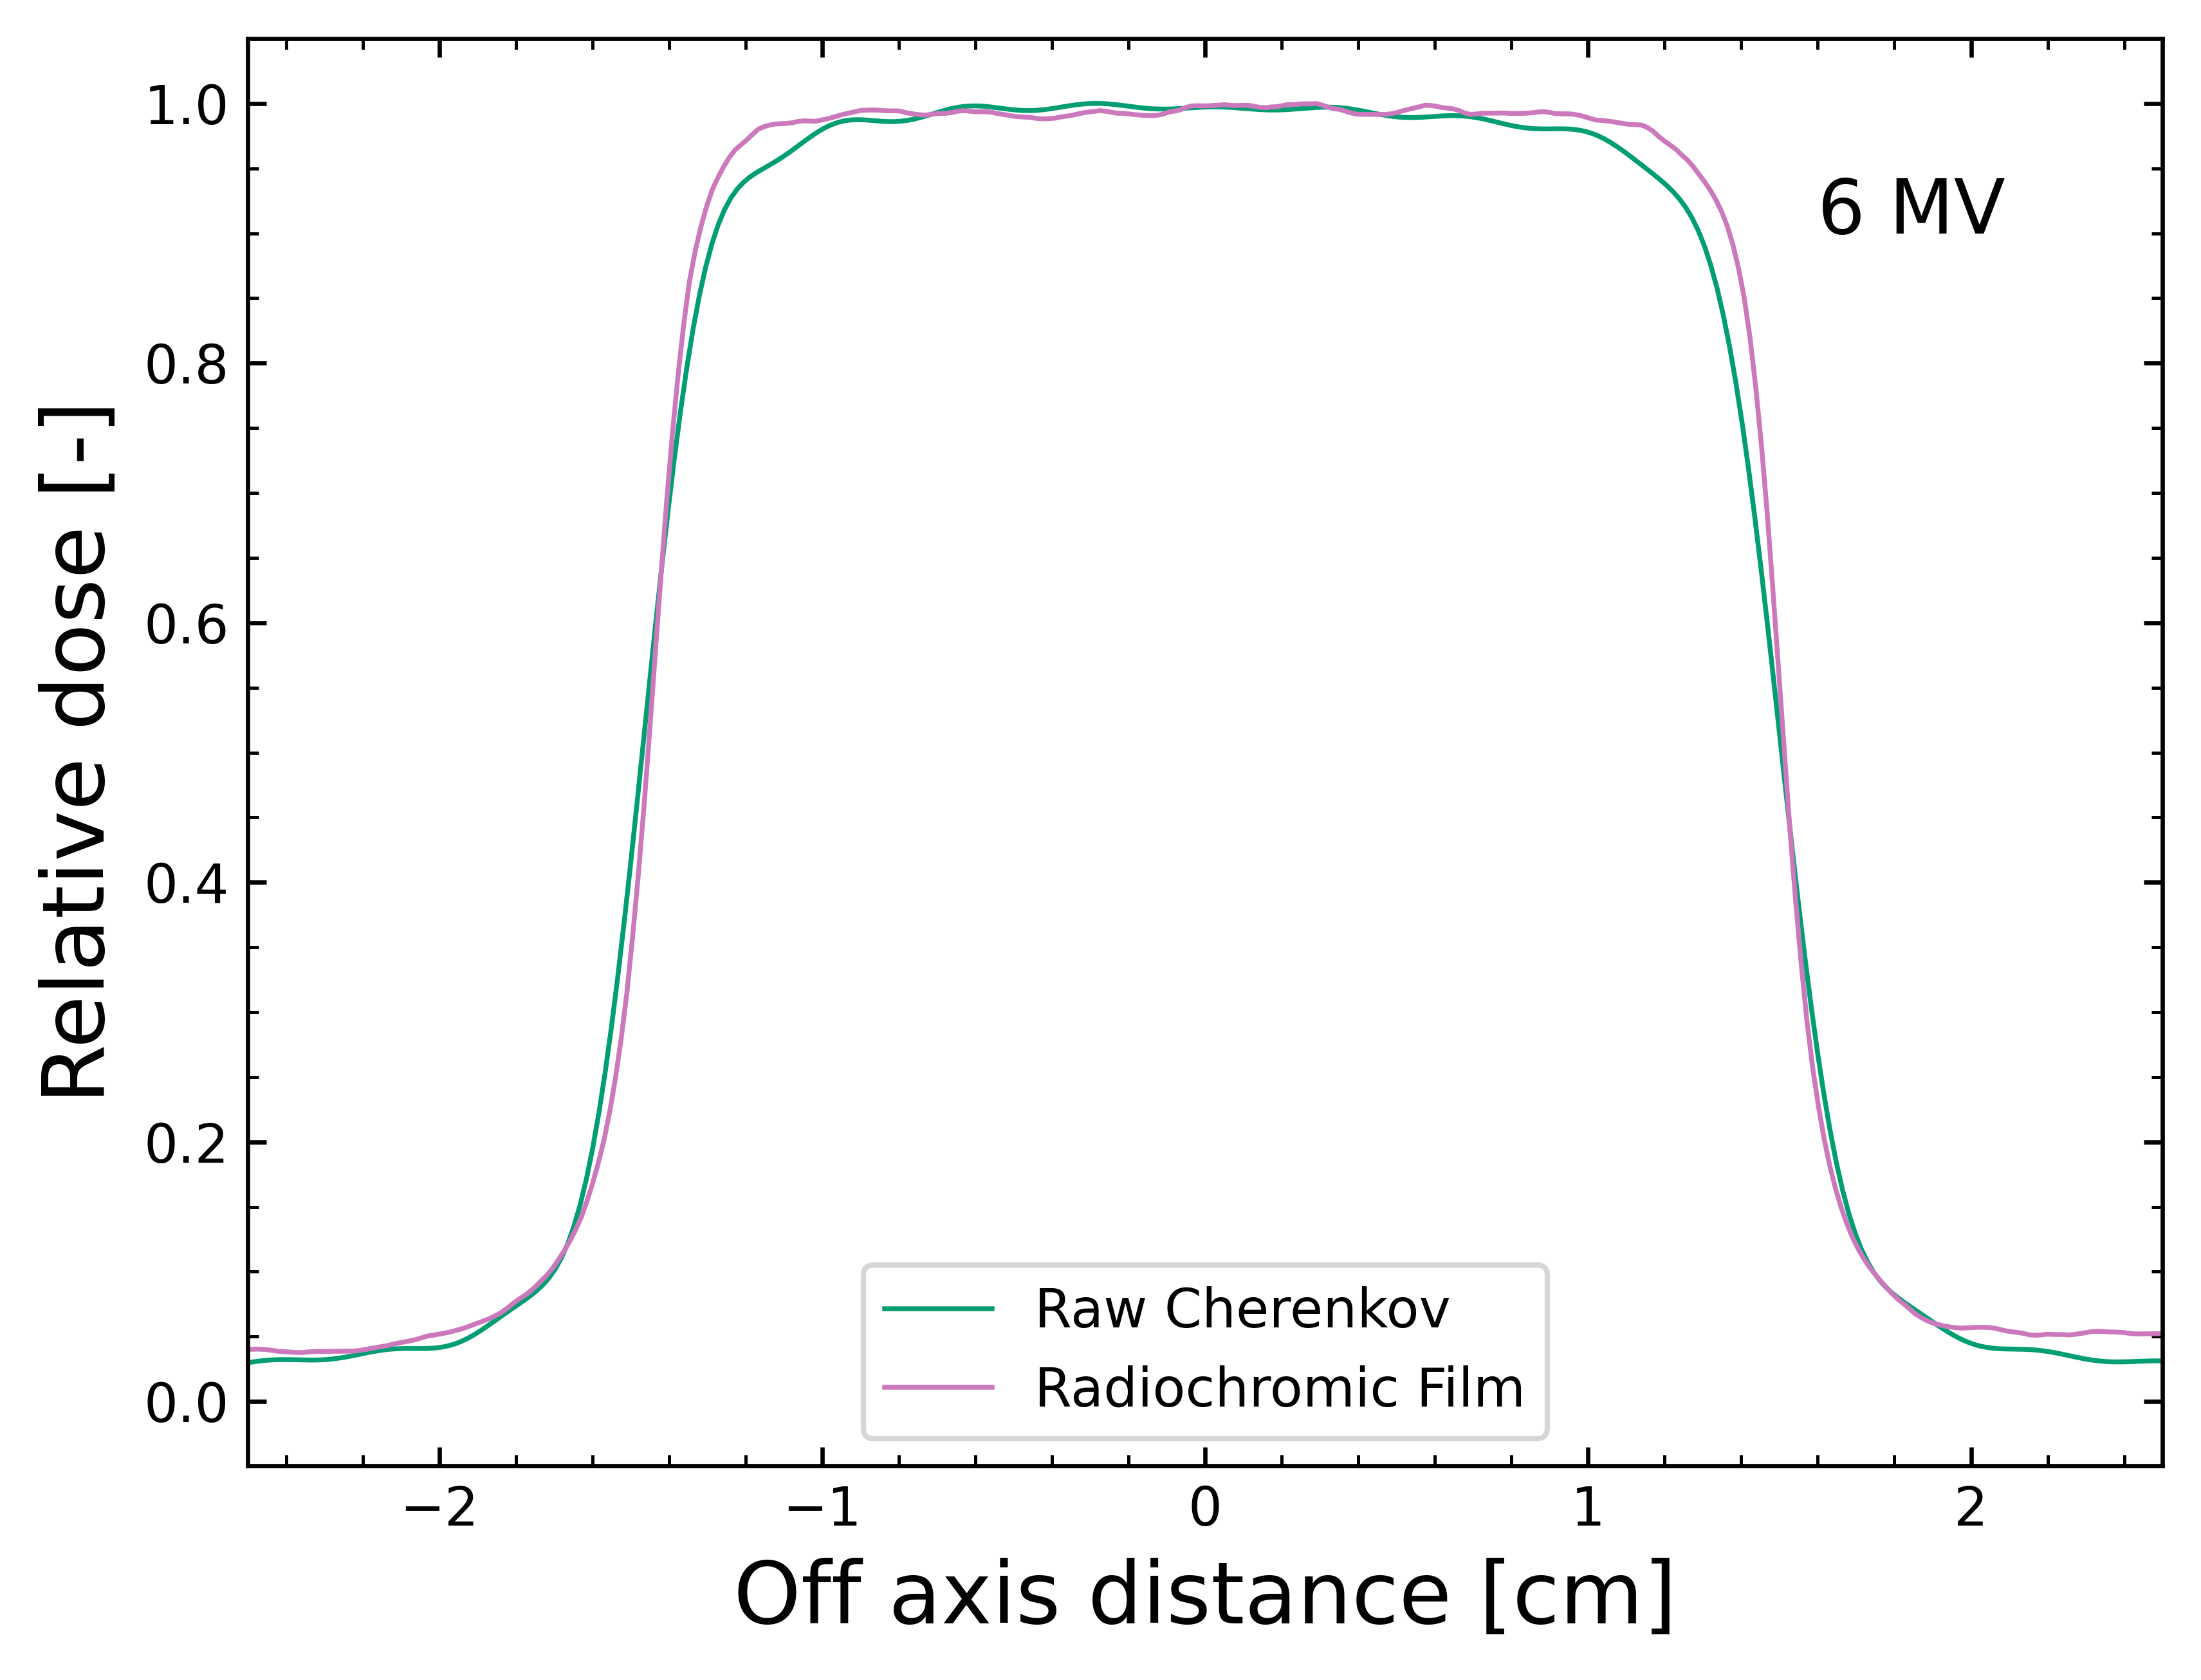 1.0
0.8
0.6
0.4
0.2
0.0
Relative dose [-]
6 MV
Raw Cherenkov
Radiochromic Film
−2 −1 0 1 2
Off axis distance [cm]